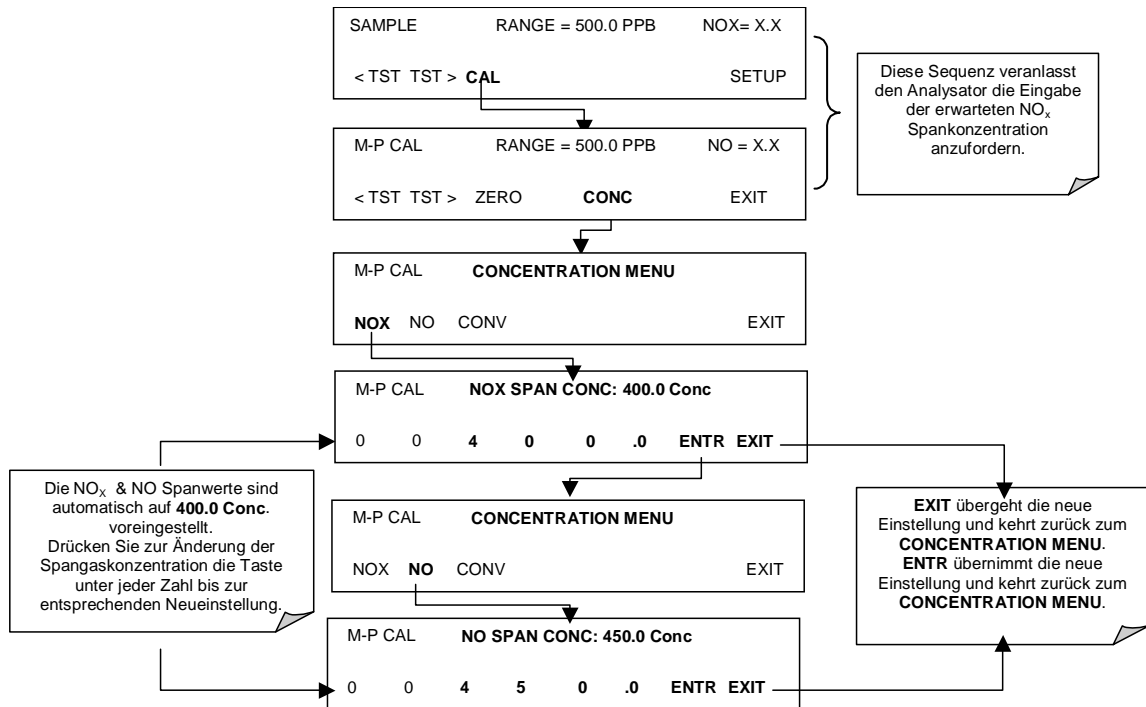 SAMPLE RANGE = 500.0 PPB NOX= X.X
< TST TST > CAL SETUP
Diese Sequenz veranlasst
den Analysator die Eingabe
der erwarteten NOx
Spankonzentration
anzufordern.
M-P CAL RANGE = 500.0 PPB NO = X.X
< TST TST > ZERO CONC EXIT
M-P CAL CONCENTRATION MENU
NOX NO CONV EXIT
M-P CAL NOX SPAN CONC: 400.0 Conc
0 0 4 0 0 .0 ENTR EXIT
Die NOX & NO Spanwerte sind
automatisch auf 400.0 Conc.
voreingestellt.
Drücken Sie zur Änderung der
Spangaskonzentration die Taste
unter jeder Zahl bis zur
entsprechenden Neueinstellung.
M-P CAL CONCENTRATION MENU
NOX NO CONV EXIT
EXIT übergeht die neue
Einstellung und kehrt zurück zum
CONCENTRATION MENU.
ENTR übernimmt die neue
Einstellung und kehrt zurück zum
CONCENTRATION MENU.
M-P CAL NO SPAN CONC: 450.0 Conc
0 0 4 5 0 .0 ENTR EXIT